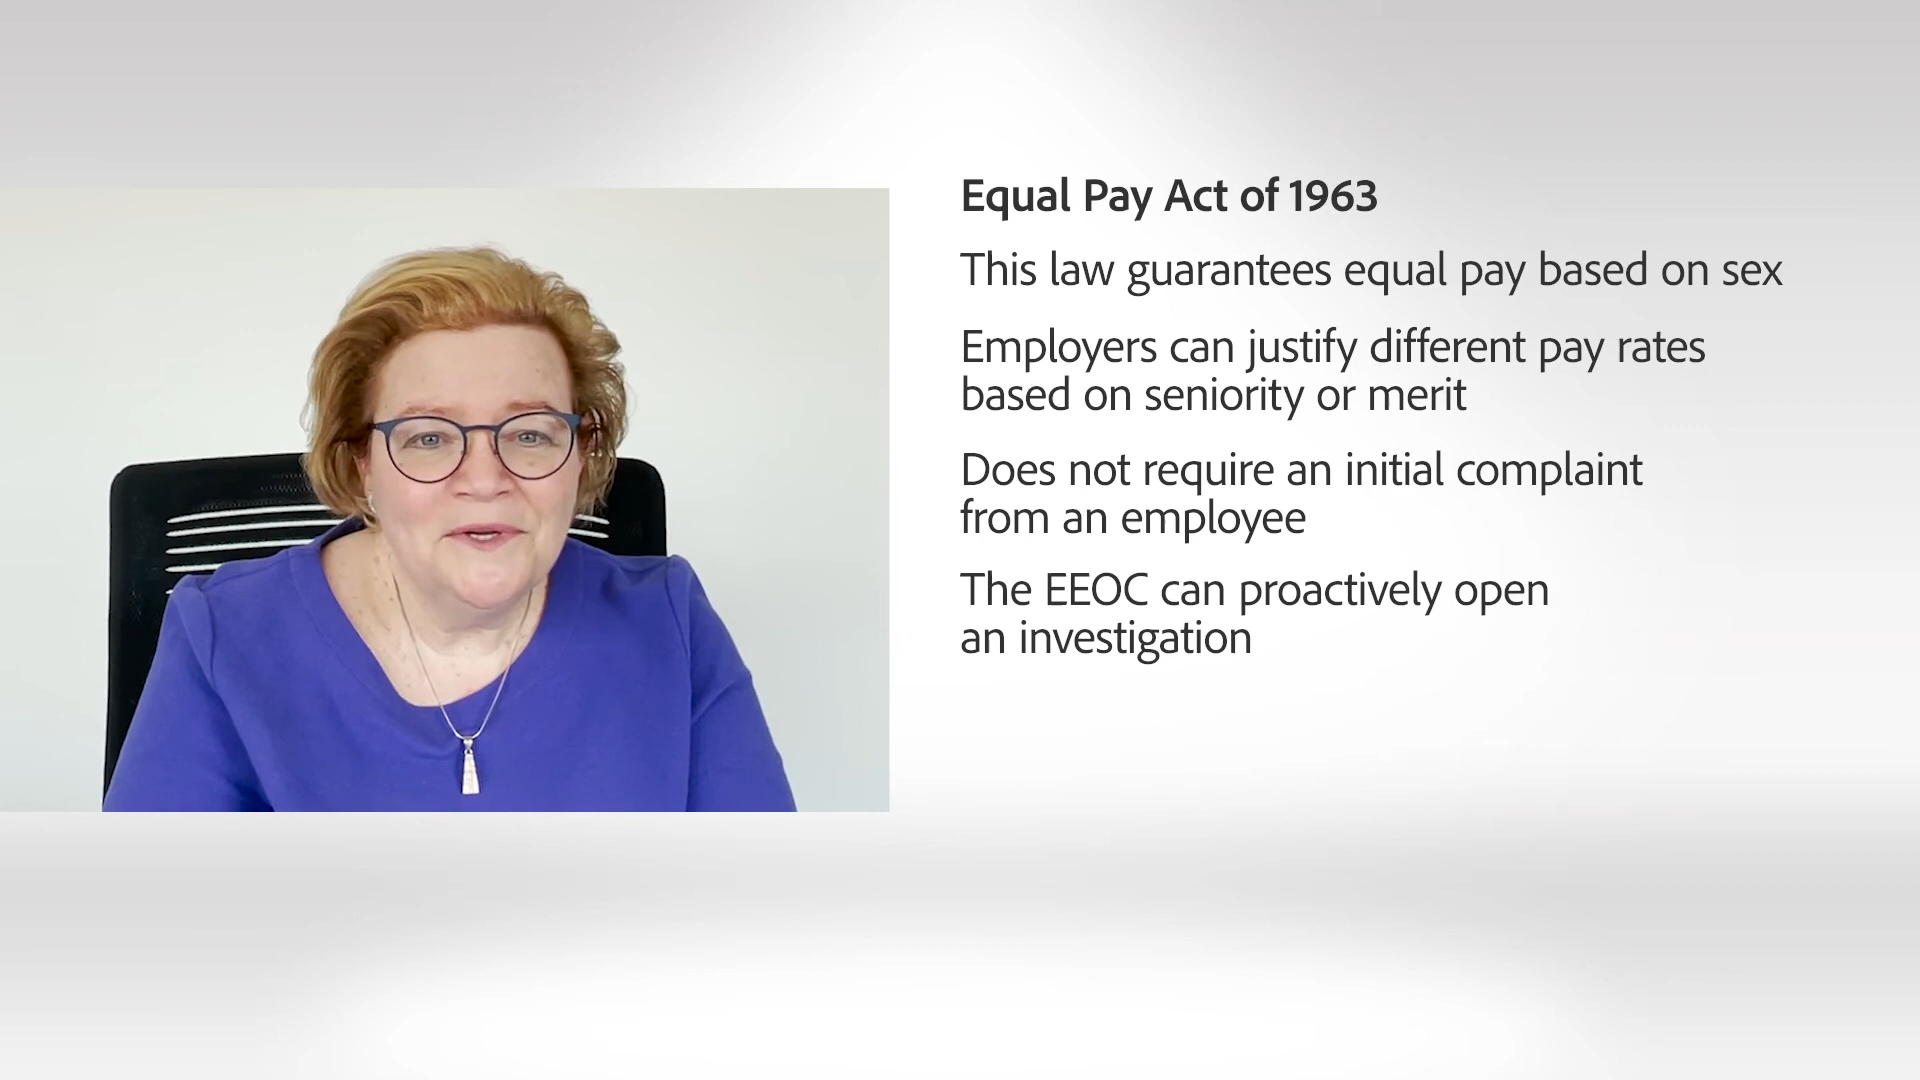 Equal Pay Act of 1963
This law guarantees equal pay based on sex
Employers can justify different pay rates
based on seniority or merit
Does not require an initial complaint
from an employee
The EEOC can proactively open
an investigation